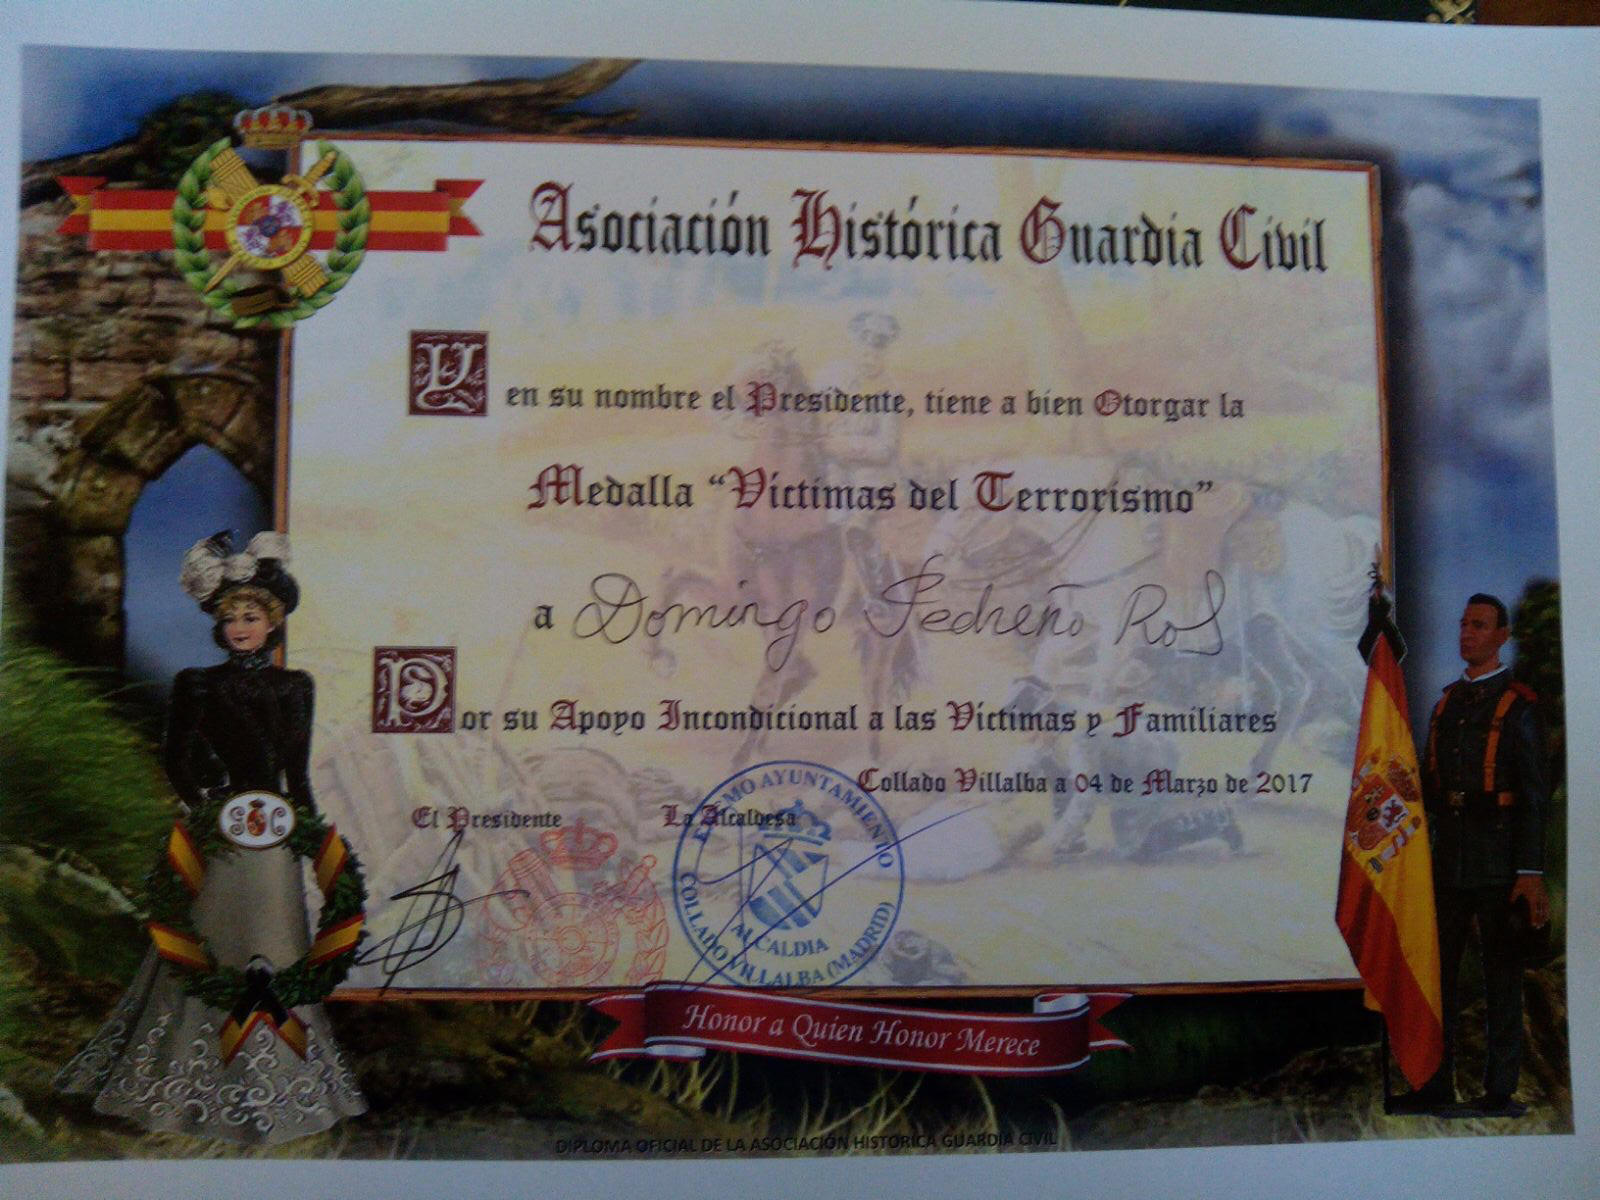 Asociación Histórica Guardia Civil
Y en su nombre el Presidente, tiene a bien Otorgar la
Medalla “Víctimas del Terrorismo”
a Domingo Pedreño Ros
Por su Apoyo Incondicional a las Víctimas y Familiares
Collado Villalba a 04 de Marzo de 2017
El Presidente
La Alcaldesa
EXCMO AYUNTAMIENTO
ALCALDIA
COLLADO VILLALBA (MADRID)
Honor a Quien Honor Merece
DIPLOMA OFICIAL DE LA ASOCIACIÓN HISTORICA GUARDIA CIVIL